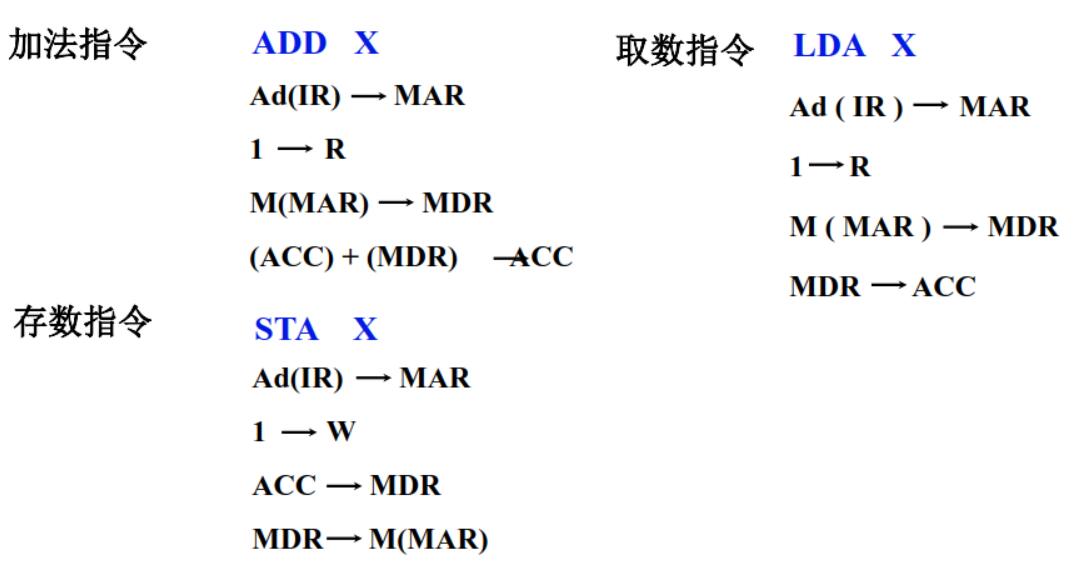 加法指令 ADD X
Ad(IR) → MAR
1 → R
M(MAR) → MDR
(ACC) + (MDR) → ACC
取数指令 LDA X
Ad ( IR ) → MAR
1 → R
M ( MAR ) → MDR
MDR → ACC
存数指令 STA X
Ad(IR) → MAR
1 → W
ACC → MDR
MDR → M(MAR)